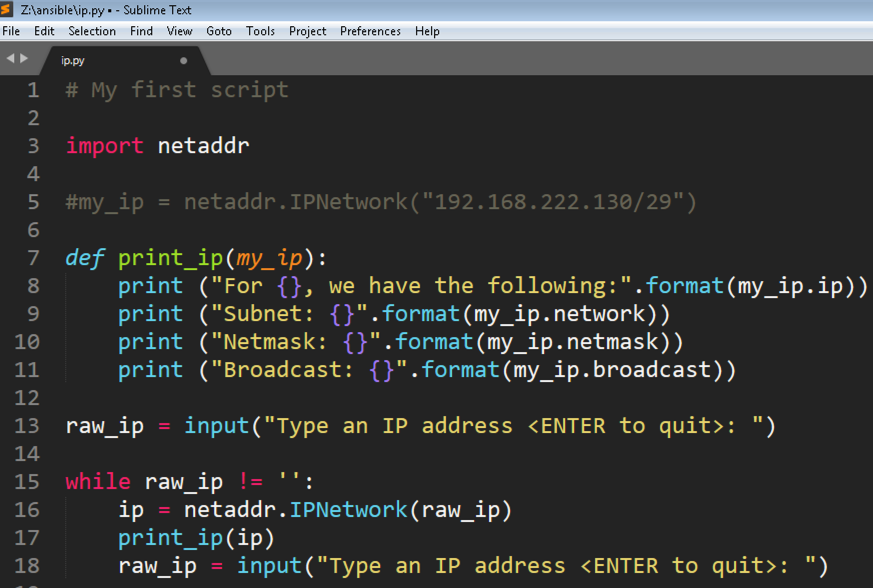 Z:\ansible\ip.py • - Sublime Text
File Edit Selection Find View Goto Tools Project Preferences Help
ip.py
1 # My first script
2
3 import netaddr
4
5 #my_ip = netaddr.IPNetwork("192.168.222.130/29")
6
7 def print_ip(my_ip):
8     print ("For {}, we have the following:".format(my_ip.ip))
9     print ("Subnet: {}".format(my_ip.network))
10     print ("Netmask: {}".format(my_ip.netmask))
11     print ("Broadcast: {}".format(my_ip.broadcast))
12
13 raw_ip = input("Type an IP address <ENTER to quit>: ")
14
15 while raw_ip != '':
16     ip = netaddr.IPNetwork(raw_ip)
17     print_ip(ip)
18     raw_ip = input("Type an IP address <ENTER to quit>: ")